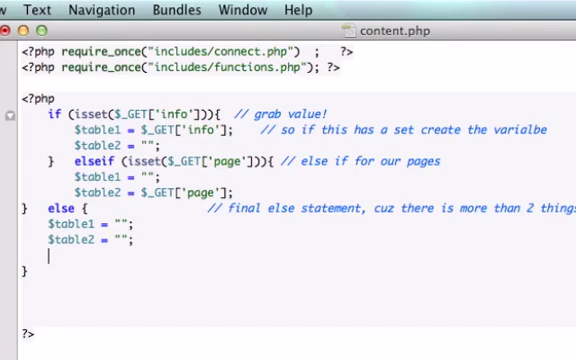 Text Navigation Bundles Window Help
content.php
<?php require_once("includes/connect.php") ; ?>
<?php require_once("includes/functions.php"); ?>
<?php
if (isset($_GET['info'])){ // grab value!
$table1 = $_GET['info']; // so if this has a set create the varialbe
$table2 = "";
} elseif (isset($_GET['page'])){ // else if for our pages
$table1 = "";
$table2 = $_GET['page'];
} else { // final else statement, cuz there is more than 2 things
$table1 = "";
$table2 = "";
}
?>